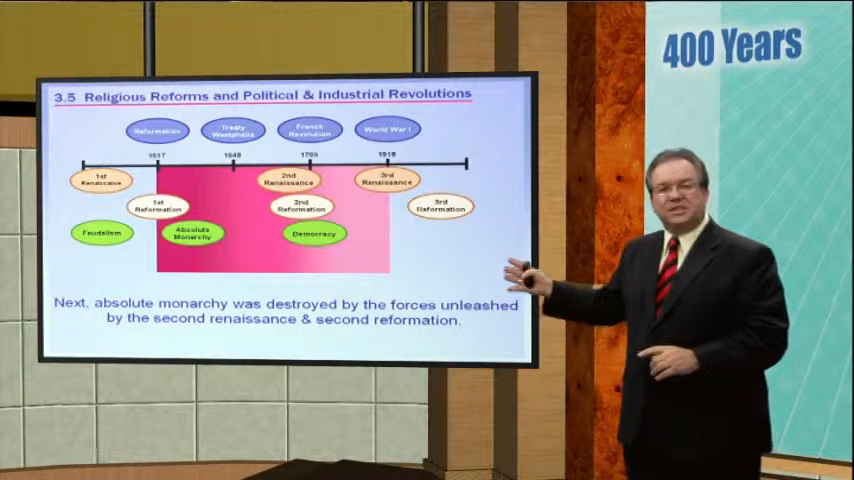 400 Years
3.5 Religious Reforms and Political & Industrial Revolutions
Reformation
Treaty
Westphalia
French
Revolution
World War I
1517
1648
1789
1918
1st
Renaissance
2nd
Renaissance
3rd
Renaissance
1st
Reformation
2nd
Reformation
3rd
Reformation
Feudalism
Absolute
Monarchy
Democracy
Next, absolute monarchy was destroyed by the forces unleashed
by the second renaissance & second reformation.